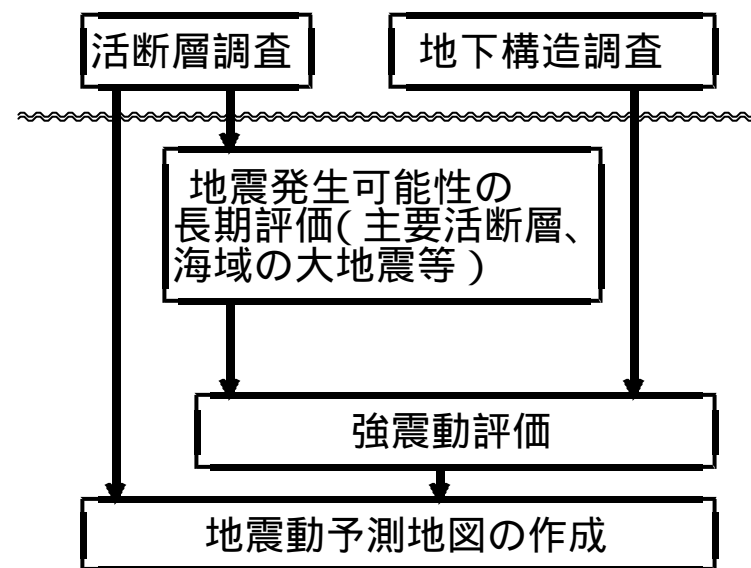 活断層調査
地下構造調査
地震発生可能性の
長期評価(主要活断層、
海域の大地震等)
強震動評価
地震動予測地図の作成